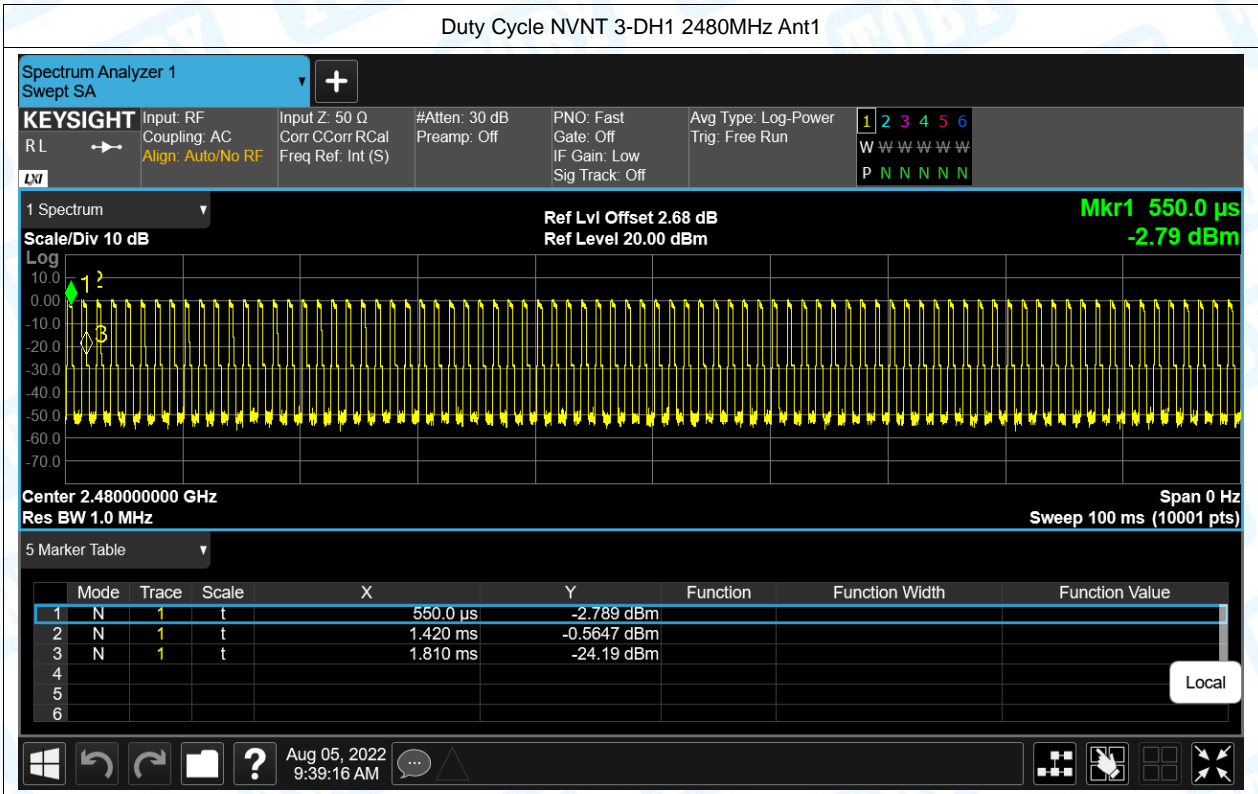 Duty Cycle NVNT 3-DH1 2480MHz Ant1
Spectrum Analyzer 1
Swept SA
KEYSIGHT
RL
LXI
Input: RF
Coupling: AC
Align: Auto/No RF
Input Z: 50 Ω
Corr CCorr RCal
Freq Ref: Int (S)
#Atten: 30 dB
Preamp: Off
PNO: Fast
Gate: Off
IF Gain: Low
Sig Track: Off
Avg Type: Log-Power
Trig: Free Run
1 2 3 4 5 6
W W W W W W
P N N N N N
1 Spectrum
Scale/Div 10 dB
Ref Lvl Offset 2.68 dB
Ref Level 20.00 dBm
Mkr1 550.0 µs
-2.79 dBm
Log
10.0
0.00
-10.0
-20.0
-30.0
-40.0
-50.0
-60.0
-70.0
1
2
3
Center 2.480000000 GHz
Res BW 1.0 MHz
Span 0 Hz
Sweep 100 ms (10001 pts)
5 Marker Table
Mode Trace Scale X Y Function Function Width Function Value
1 N 1 t 550.0 µs -2.789 dBm
2 N 1 t 1.420 ms -0.5647 dBm
3 N 1 t 1.810 ms -24.19 dBm
4
5
6
Local
Aug 05, 2022
9:39:16 AM